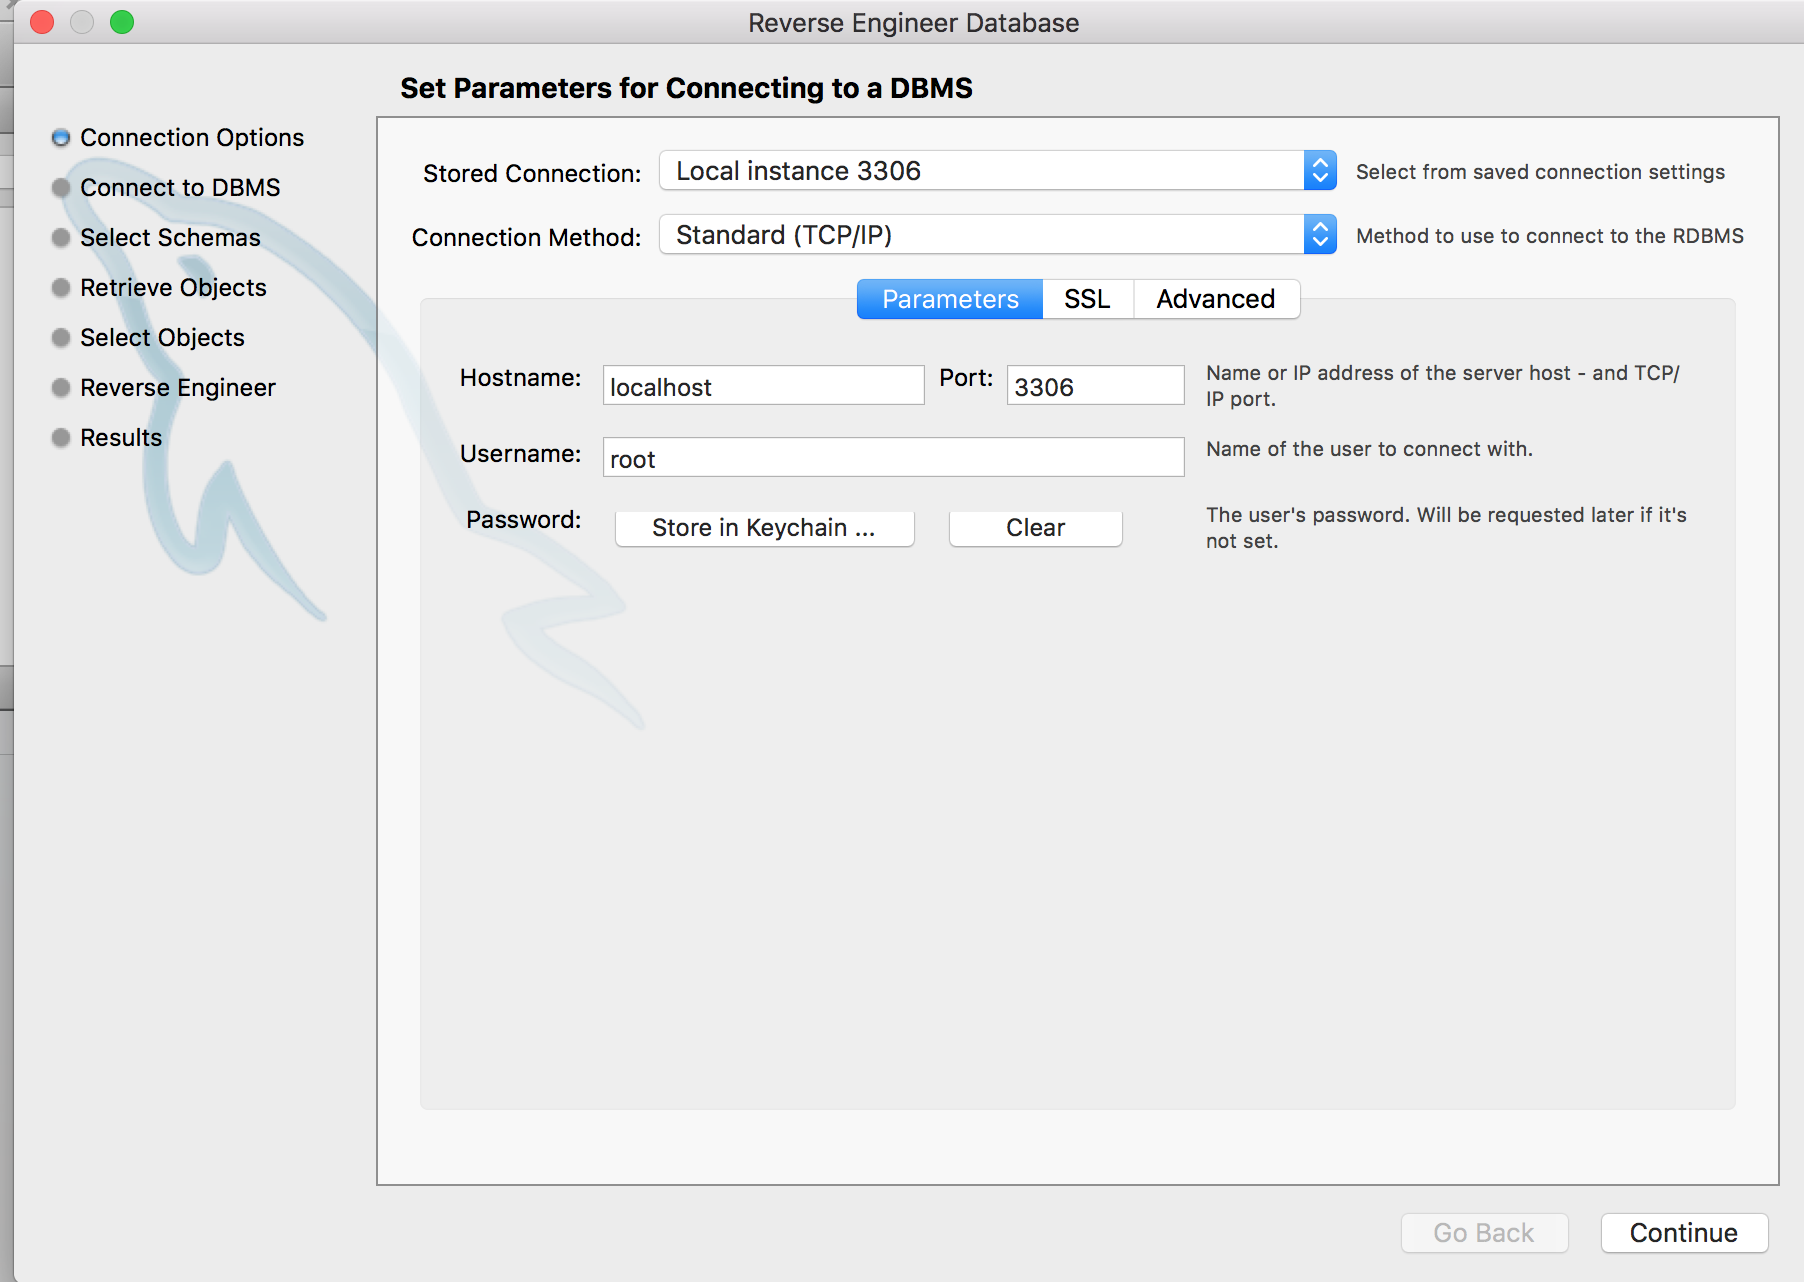 Reverse Engineer Database
Set Parameters for Connecting to a DBMS
Connection Options
Connect to DBMS
Select Schemas
Retrieve Objects
Select Objects
Reverse Engineer
Results
Stored Connection: Local instance 3306 Select from saved connection settings
Connection Method: Standard (TCP/IP) Method to use to connect to the RDBMS
Parameters SSL Advanced
Hostname: localhost Port: 3306 Name or IP address of the server host - and TCP/
IP port.
Username: root Name of the user to connect with.
Password: Store in Keychain ... Clear The user's password. Will be requested later if it's
not set.
Go Back Continue